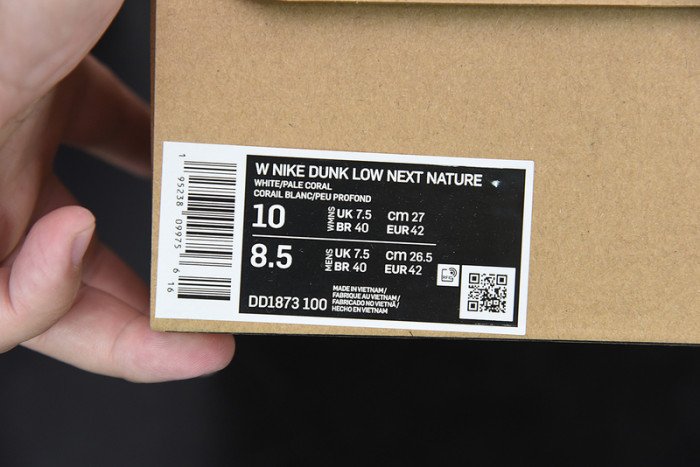 W NIKE DUNK LOW NEXT NATURE
WHITE/PALE CORAL
CORAIL BLANC/PEU PROFOND
10 WMNS UK 7.5 cm 27
BR 40 EUR 42
8.5 MENS UK 7.5 cm 26.5
BR 40 EUR 42
DD1873 100
MADE IN VIETNAM/
FABRIQUE AU VIETNAM/
FABRICADO NO VIETNÃ/
HECHO EN VIETNAM
RFID
1 95238 09975 616